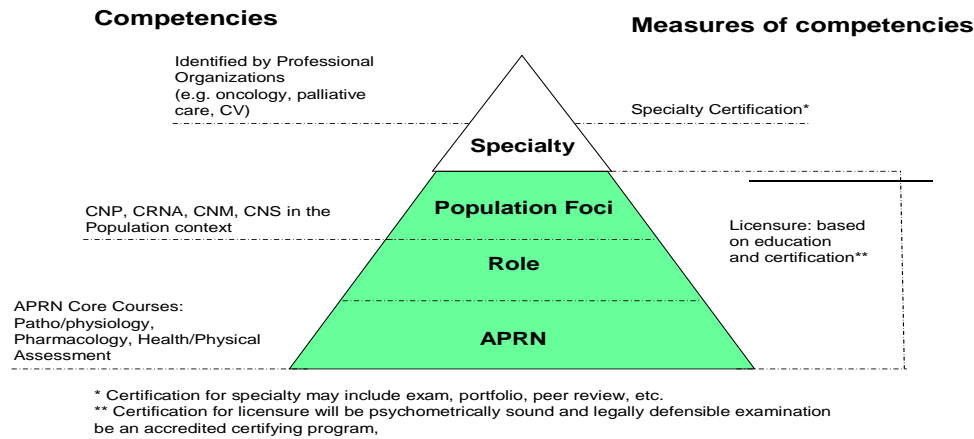 Competencies
Measures of competencies
Identified by Professional
Organizations
(e.g. oncology, palliative
care, CV)
Specialty Certification*
Specialty
CNP, CRNA, CNM, CNS in the
Population context
Population Foci
Licensure: based
on education
and certification**
Role
APRN Core Courses:
Patho/physiology,
Pharmacology, Health/Physical
Assessment
APRN
* Certification for specialty may include exam, portfolio, peer review, etc.
** Certification for licensure will be psychometrically sound and legally defensible examination
be an accredited certifying program,